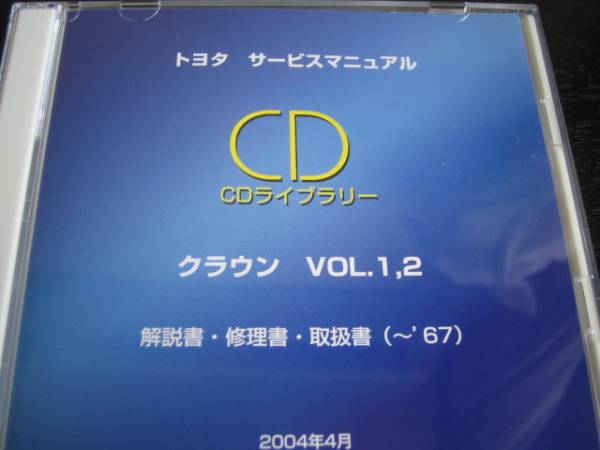 トヨタ　サービスマニュアル
CD
CDライブラリー
クラウン　VOL.1,2
解説書・修理書・取扱書（～’67）
2004年4月